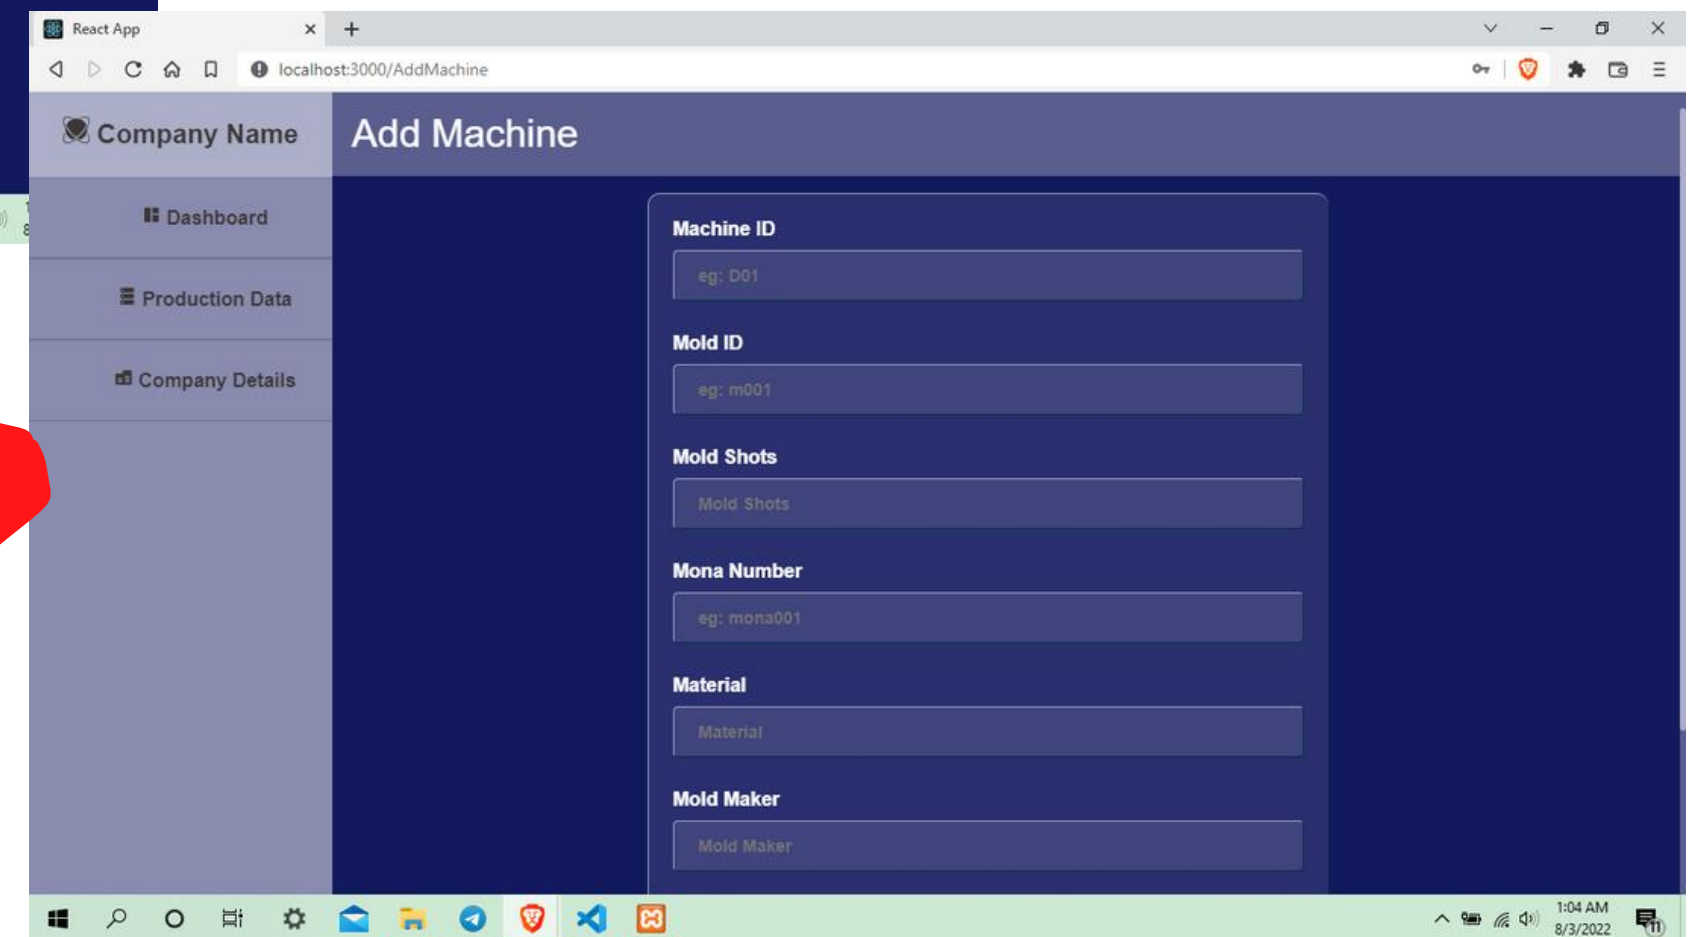 React App
localhost:3000/AddMachine
Company Name
Add Machine
Dashboard
Production Data
Company Details
Machine ID
eg: D01
Mold ID
eg: m001
Mold Shots
Mold Shots
Mona Number
eg: mona001
Material
Material
Mold Maker
Mold Maker
1:04 AM
8/3/2022
11